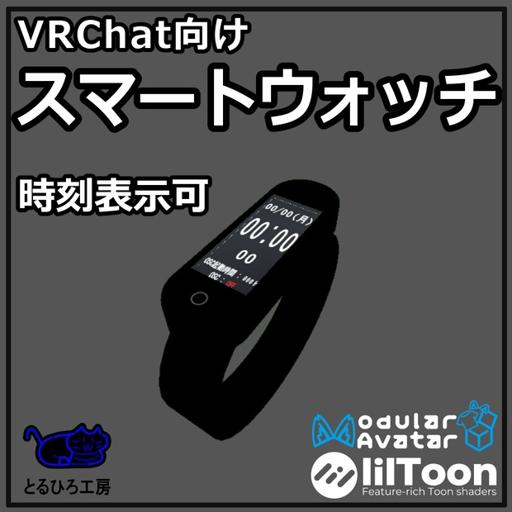 VRChat向け
スマートウォッチ
時刻表示可
00/00(月)
00:00
00
OSC起動時間:000h
OSC:
Modular
Avatar
lilToon
Feature-rich Toon shaders
とるひろ工房